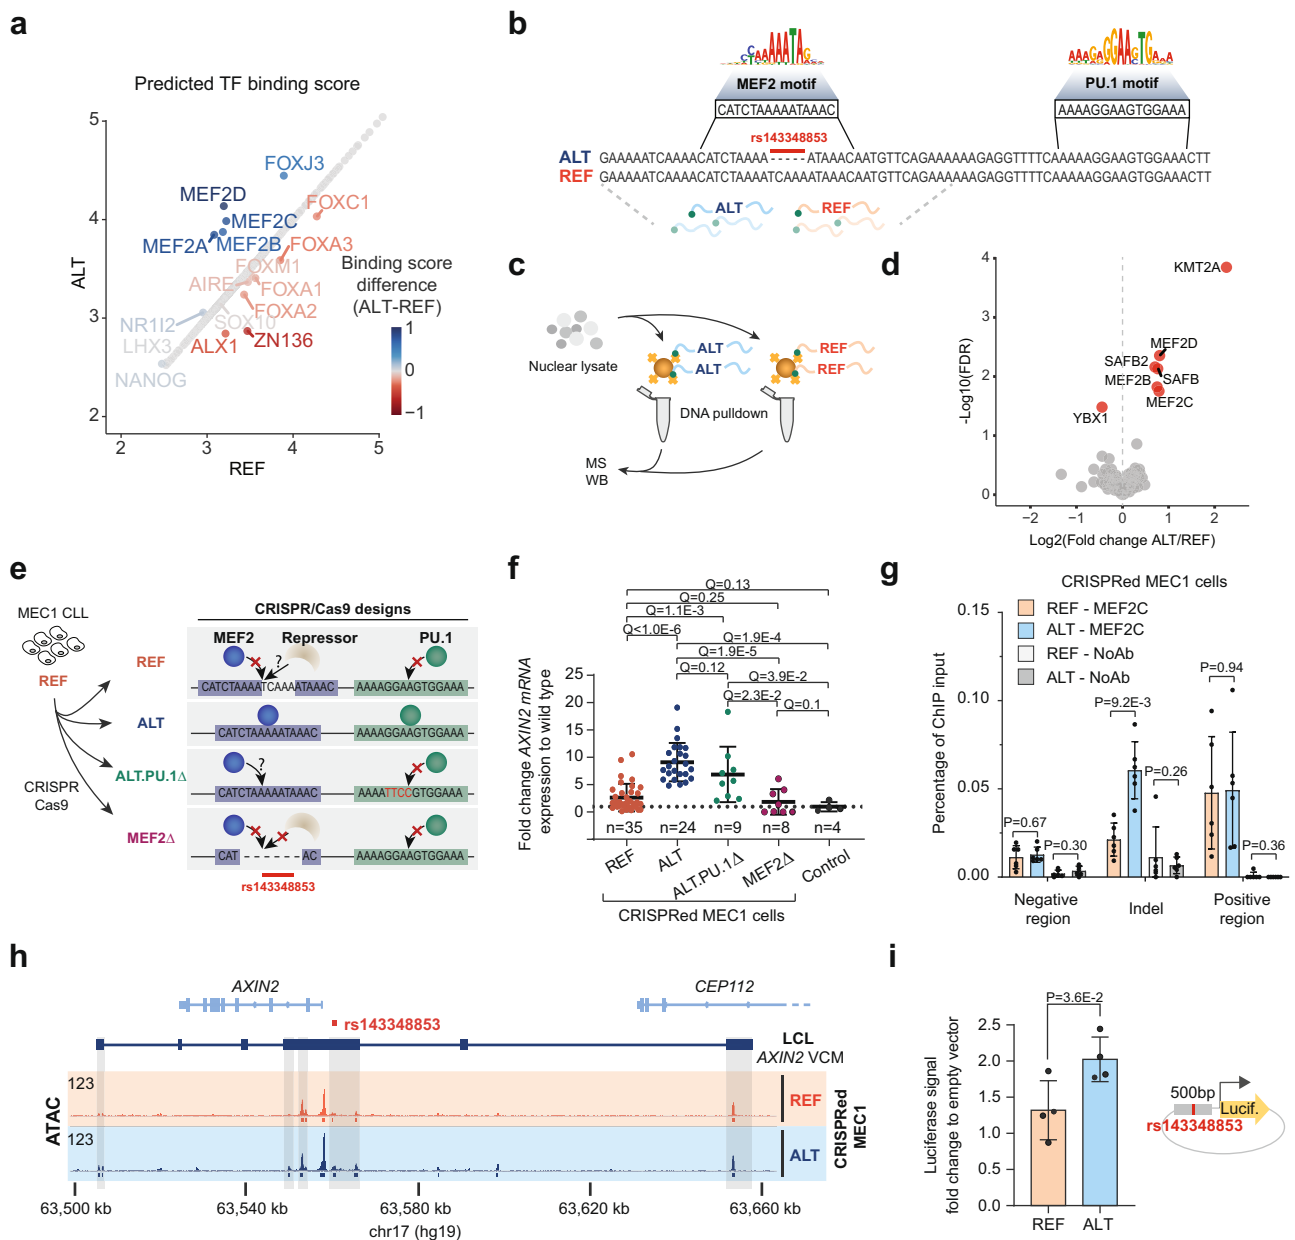 a
Predicted TF binding score
5
4
3
2
ALT
FOXJ3
MEF2D
MEF2C
MEF2A
MEF2B
FOXC1
FOXA3
FOXM1
AIRE
FOXA1
FOXA2
SOX10
NR1I2
LHX3
ALX1
ZN136
NANOG
Binding score
difference
(ALT-REF)
1
0
−1
2 3 4 5
REF
b
MEF2 motif
PU.1 motif
CATCTAAAAATAAAC
AAAAGGAAGTGGAAA
rs143348853
ALT GAAAAATCAAAACATCTAAAA-----ATAAACAATGTTCAGAAAAAAGAGGTTTTCAAAAAGGAAGTGGAAACTT
REF GAAAAATCAAAACATCTAAAATCAAAATAAACAATGTTCAGAAAAAAGAGGTTTTCAAAAAGGAAGTGGAAACTT
ALT
REF
c
Nuclear lysate
ALT
ALT
REF
REF
DNA pulldown
MS
WB
d
4
3
2
1
0
-Log10(FDR)
KMT2A
MEF2D
SAFB2
SAFB
MEF2B
MEF2C
YBX1
−2 −1 0 1 2
Log2(Fold change ALT/REF)
e
MEC1 CLL
REF
CRISPR
Cas9
REF
ALT
ALT.PU.1Δ
MEF2Δ
CRISPR/Cas9 designs
MEF2 Repressor PU.1
?
CATCTAAAATCAAAATAAAC AAAAGGAAGTGGAAA
CATCTAAAAATAAAC AAAAGGAAGTGGAAA
?
CATCTAAAAATAAAC AAAATTCCGTGGAAA
CAT - - - - - - - AC AAAAGGAAGTGGAAA
rs143348853
f
Fold change AXIN2 mRNA
expression to wild type
Q=0.13
Q=0.25
Q=1.1E-3
Q<1.0E-6
Q=1.9E-4
Q=1.9E-5
Q=0.12
Q=3.9E-2
Q=2.3E-2
Q=0.1
25
20
15
10
5
0
n=35 n=24 n=9 n=8 n=4
REF ALT ALT.PU.1Δ MEF2Δ Control
CRISPRed MEC1 cells
g
CRISPRed MEC1 cells
REF - MEF2C
ALT - MEF2C
REF - NoAb
ALT - NoAb
Percentage of ChIP input
0.15
0.10
0.05
0.00
P=0.67
P=0.30
P=9.2E-3
P=0.26
P=0.94
P=0.36
Negative
region
Indel
Positive
region
h
AXIN2
CEP112
rs143348853
LCL
AXIN2 VCM
ATAC
123
REF
123
ALT
CRISPRed
MEC1
63,500 kb 63,540 kb 63,580 kb 63,620 kb 63,660 kb
chr17 (hg19)
i
Luciferase signal
fold change to empty vector
P=3.6E-2
2.5
2.0
1.5
1.0
0.5
0.0
REF ALT
500bp
Lucif.
rs143348853